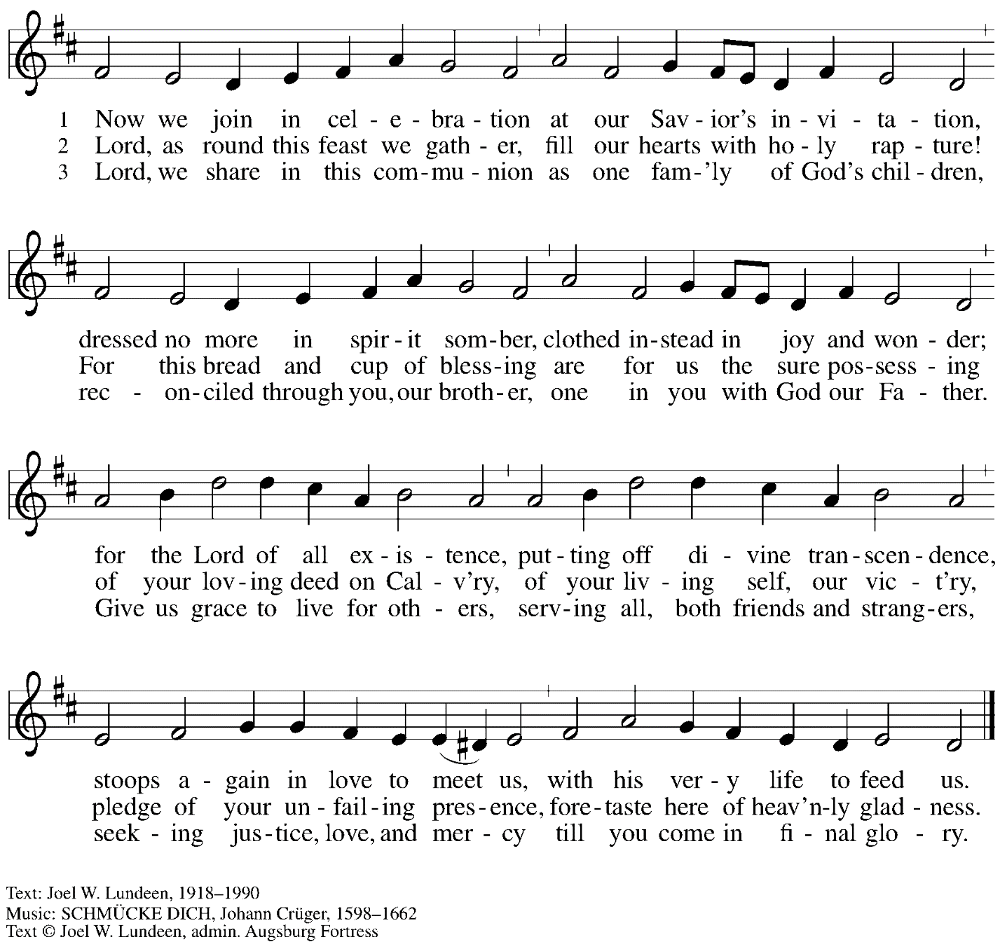 1 Now we join in cel - e - bra - tion at our Sav - ior's in - vi - ta - tion,
2 Lord, as round this feast we gath - er, fill our hearts with ho - ly rap - ture!
3 Lord, we share in this com - mu - nion as one fam - 'ly of God's chil - dren,
dressed no more in spir - it som - ber, clothed in - stead in joy and won - der;
For this bread and cup of bless - ing are for us the sure pos - sess - ing
rec - on - ciled through you, our broth - er, one in you with God our Fa - ther.
for the Lord of all ex - is - tence, put - ting off di - vine tran - scen - dence,
of your lov - ing deed on Cal - v'ry, of your liv - ing self, our vic - t'ry,
Give us grace to live for oth - ers, serv - ing all, both friends and strang - ers,
stoops a - gain in love to meet us, with his ver - y life to feed us.
pledge of your un - fail - ing pres - ence, fore - taste here of heav'n - ly glad - ness.
seek - ing jus - tice, love, and mer - cy till you come in fi - nal glo - ry.
Text: Joel W. Lundeen, 1918–1990
Music: SCHMÜCKE DICH, Johann Crüger, 1598–1662
Text © Joel W. Lundeen, admin. Augsburg Fortress